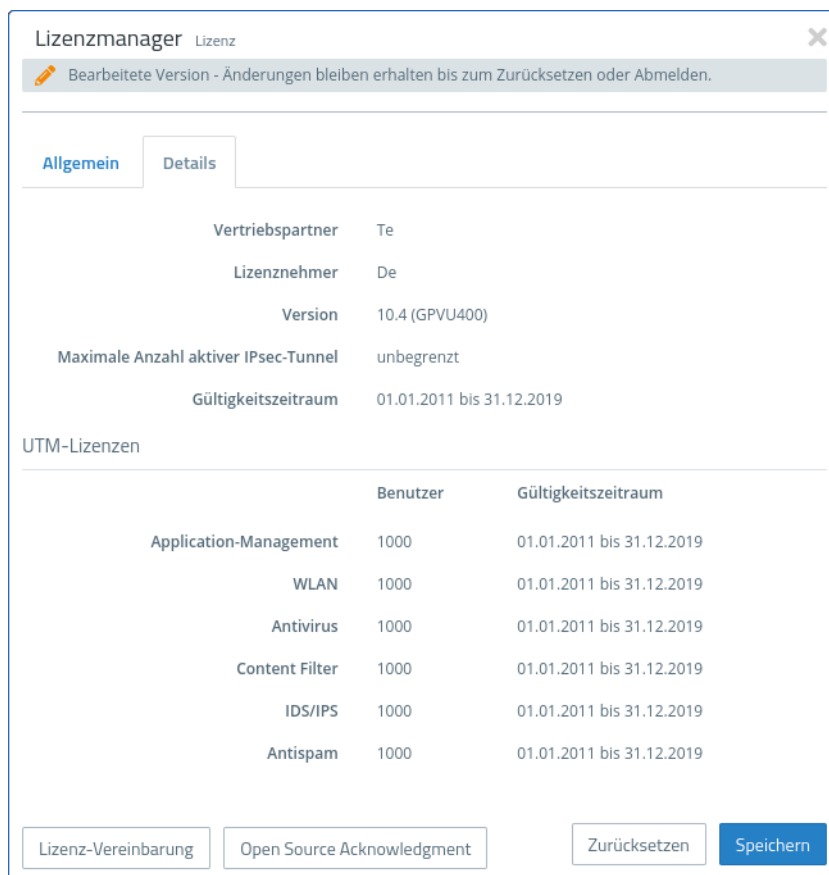 Lizenzmanager Lizenz
Bearbeitete Version - Änderungen bleiben erhalten bis zum Zurücksetzen oder Abmelden.
Allgemein Details
Vertriebspartner Te
Lizenznehmer De
Version 10.4 (GPVU400)
Maximale Anzahl aktiver IPsec-Tunnel unbegrenzt
Gültigkeitszeitraum 01.01.2011 bis 31.12.2019
UTM-Lizenzen
Benutzer Gültigkeitszeitraum
Application-Management 1000 01.01.2011 bis 31.12.2019
WLAN 1000 01.01.2011 bis 31.12.2019
Antivirus 1000 01.01.2011 bis 31.12.2019
Content Filter 1000 01.01.2011 bis 31.12.2019
IDS/IPS 1000 01.01.2011 bis 31.12.2019
Antispam 1000 01.01.2011 bis 31.12.2019
Lizenz-Vereinbarung Open Source Acknowledgment Zurücksetzen Speichern